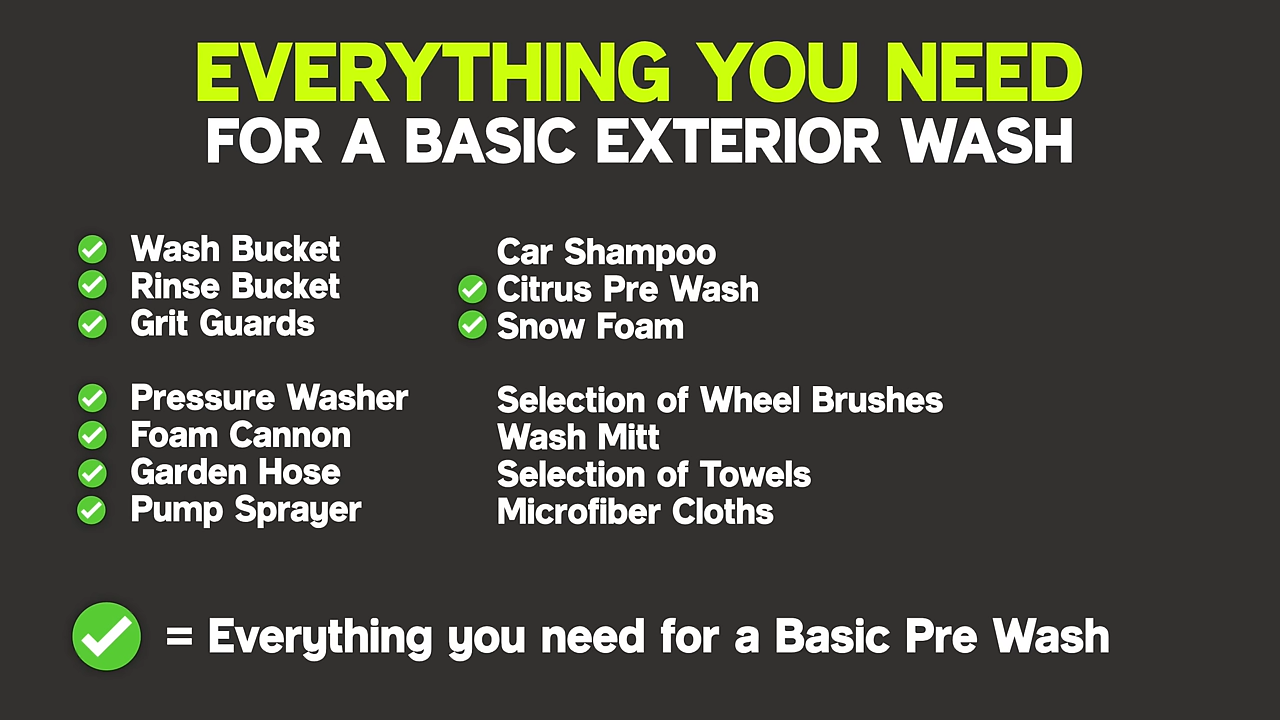 EVERYTHING YOU NEED
FOR A BASIC EXTERIOR WASH
Wash Bucket
Rinse Bucket
Grit Guards
Pressure Washer
Foam Cannon
Garden Hose
Pump Sprayer
Car Shampoo
Citrus Pre Wash
Snow Foam
Selection of Wheel Brushes
Wash Mitt
Selection of Towels
Microfiber Cloths
= Everything you need for a Basic Pre Wash